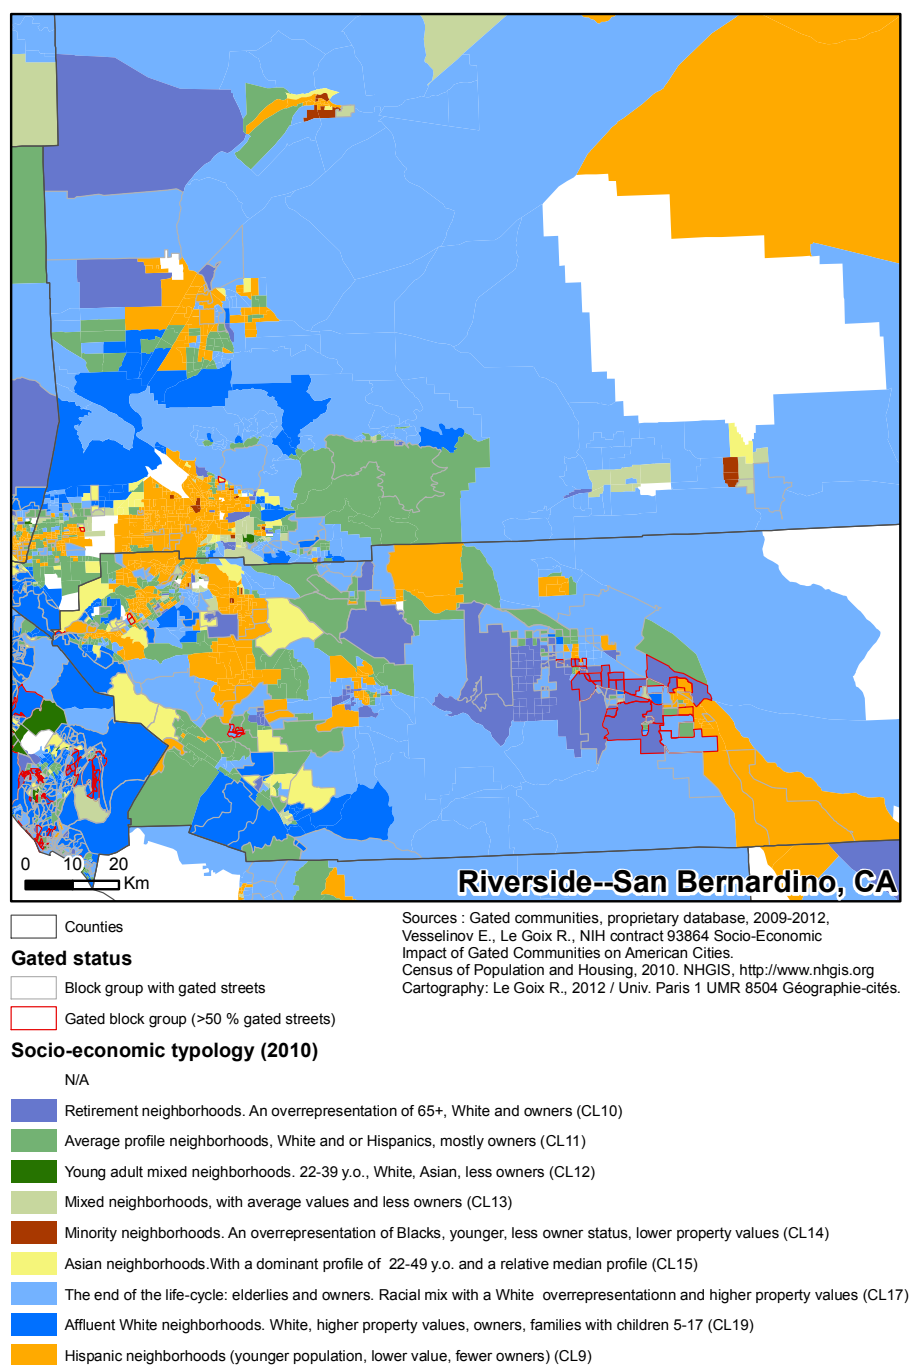 0 10 20
Km
Riverside--San Bernardino, CA
Counties
Gated status
Block group with gated streets
Gated block group (>50 % gated streets)
Sources : Gated communities, proprietary database, 2009-2012,
Vesselinov E., Le Goix R., NIH contract 93864 Socio-Economic
Impact of Gated Communities on American Cities.
Census of Population and Housing, 2010. NHGIS, http://www.nhgis.org
Cartography: Le Goix R., 2012 / Univ. Paris 1 UMR 8504 Géographie-cités.
Socio-economic typology (2010)
N/A
Retirement neighborhoods. An overrepresentation of 65+, White and owners (CL10)
Average profile neighborhoods, White and or Hispanics, mostly owners (CL11)
Young adult mixed neighborhoods. 22-39 y.o., White, Asian, less owners (CL12)
Mixed neighborhoods, with average values and less owners (CL13)
Minority neighborhoods. An overrepresentation of Blacks, younger, less owner status, lower property values (CL14)
Asian neighborhoods.With a dominant profile of 22-49 y.o. and a relative median profile (CL15)
The end of the life-cycle: elderlies and owners. Racial mix with a White overrepresentationn and higher property values (CL17)
Affluent White neighborhoods. White, higher property values, owners, families with children 5-17 (CL19)
Hispanic neighborhoods (younger population, lower value, fewer owners) (CL9)